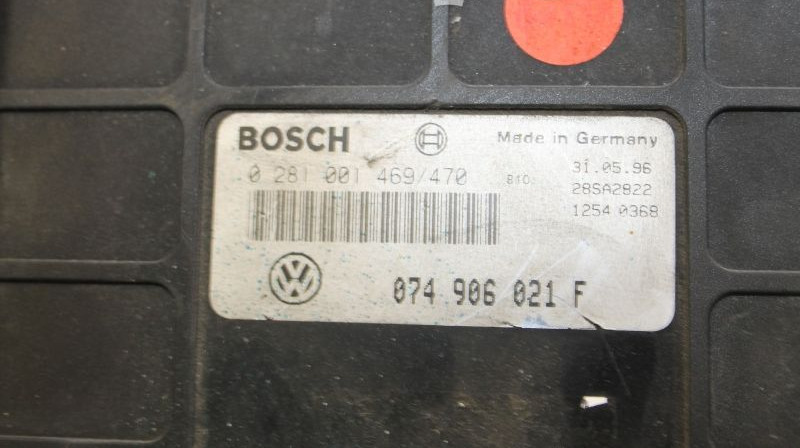 BOSCH
Made in Germany
0 281 001 469/470
810.
31.05.96
28SA2822
1254 0368
VW
074 906 021 F